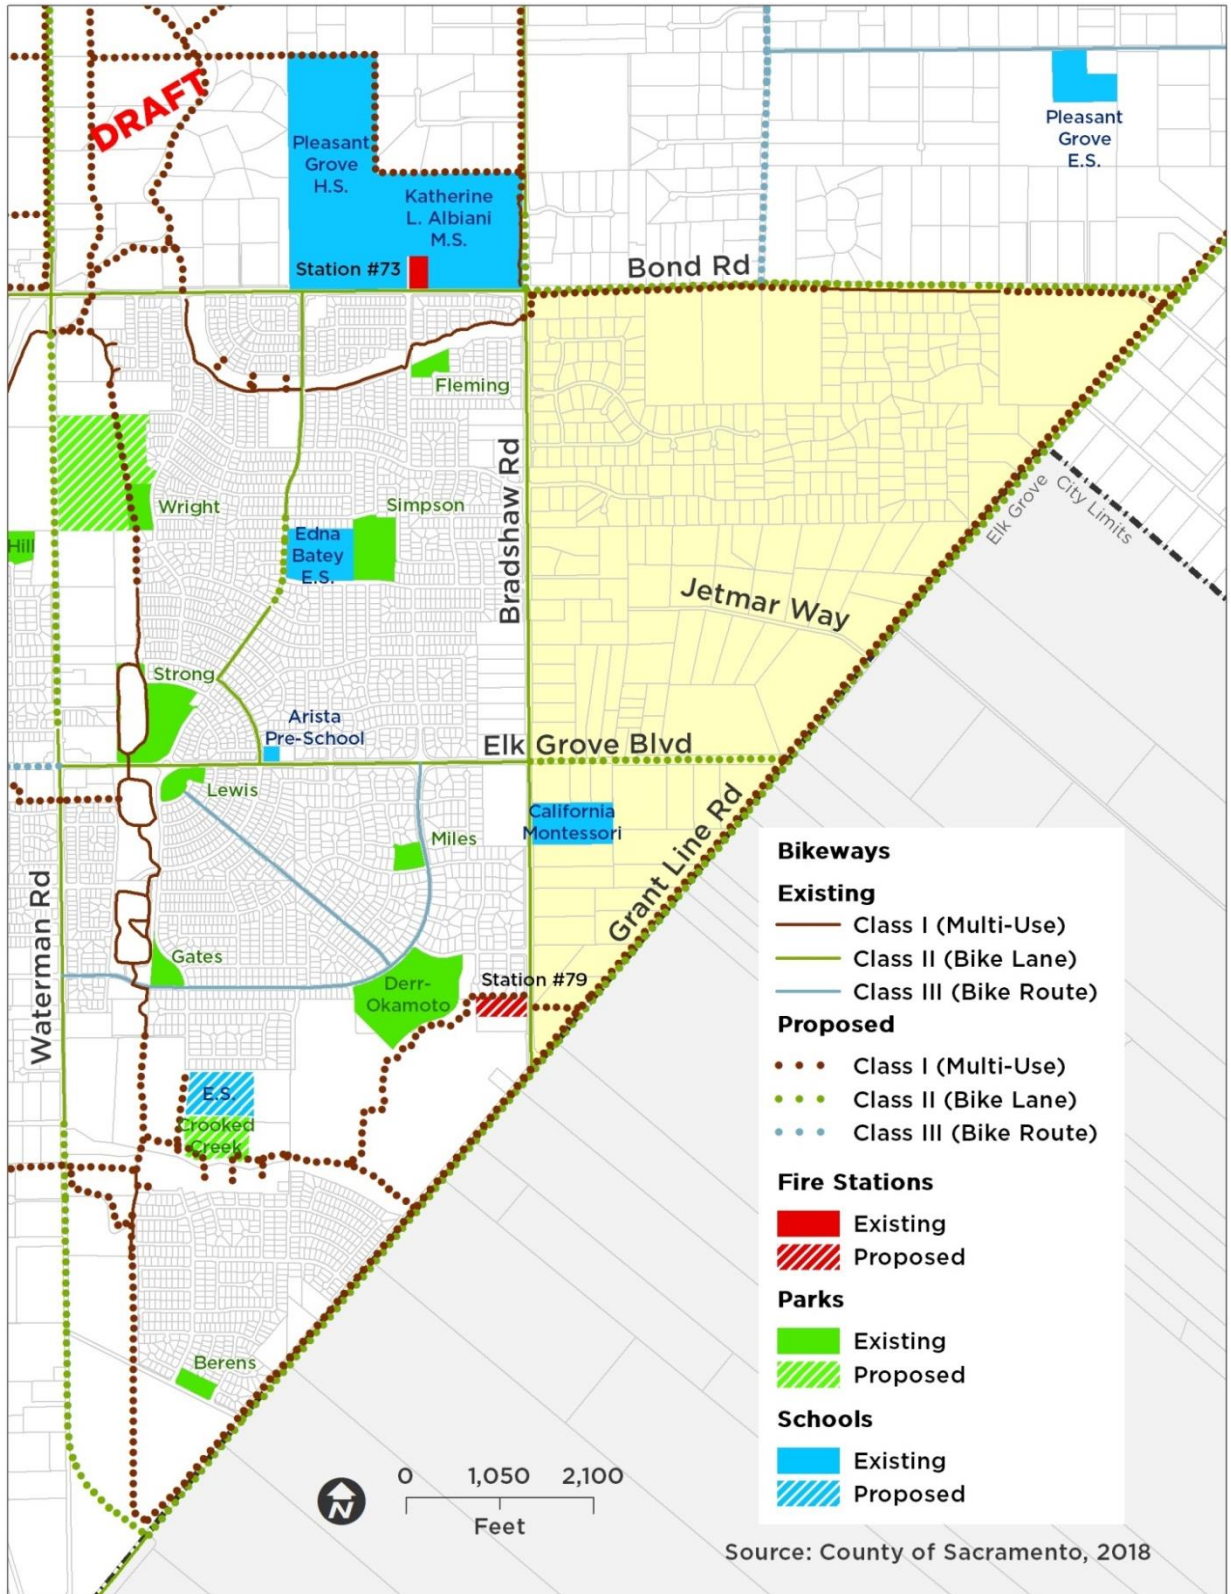 DRAFT
Pleasant
Grove
H.S.
Katherine
L. Albiani
M.S.
Pleasant
Grove
E.S.
Station #73
Bond Rd
Fleming
Bradshaw Rd
Wright
Simpson
Hill
Edna
Batey
E.S.
Elk Grove
City Limits
Jetmar Way
Strong
Arista
Pre-School
Elk Grove Blvd
Lewis
California
Montessori
Miles
Grant Line Rd
Waterman Rd
Gates
Derr-
Okamoto
Station #79
E.S.
Crooked
Creek
Berens
Bikeways
Existing
Class I (Multi-Use)
Class II (Bike Lane)
Class III (Bike Route)
Proposed
Class I (Multi-Use)
Class II (Bike Lane)
Class III (Bike Route)
Fire Stations
Existing
Proposed
Parks
Existing
Proposed
Schools
Existing
Proposed
N
0 1,050 2,100
Feet
Source: County of Sacramento, 2018